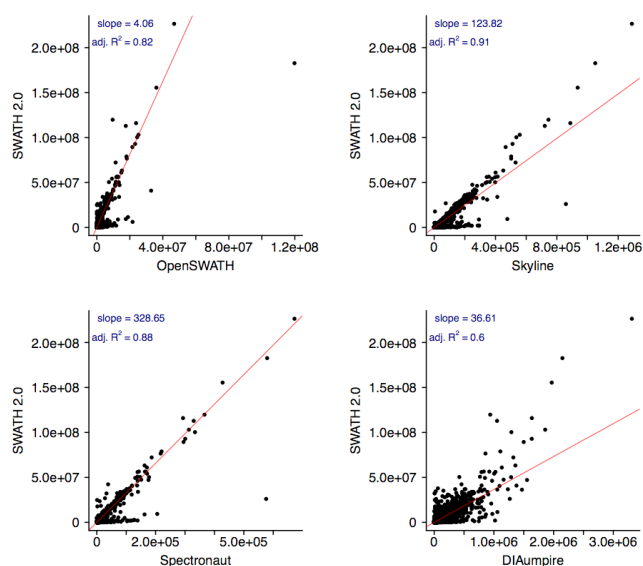 slope = 4.06
adj. R² = 0.82
SWATH 2.0
2.0e+08
1.5e+08
1.0e+08
5.0e+07
0
0 4.0e+07 8.0e+07 1.2e+08
OpenSWATH
slope = 123.82
adj. R² = 0.91
SWATH 2.0
2.0e+08
1.5e+08
1.0e+08
5.0e+07
0
0 4.0e+05 8.0e+05 1.2e+06
Skyline
slope = 328.65
adj. R² = 0.88
SWATH 2.0
2.0e+08
1.5e+08
1.0e+08
5.0e+07
0
0 2.0e+05 5.0e+05
Spectronaut
slope = 36.61
adj. R² = 0.6
SWATH 2.0
2.0e+08
1.5e+08
1.0e+08
5.0e+07
0
0 1.0e+06 2.0e+06 3.0e+06
DIAumpire